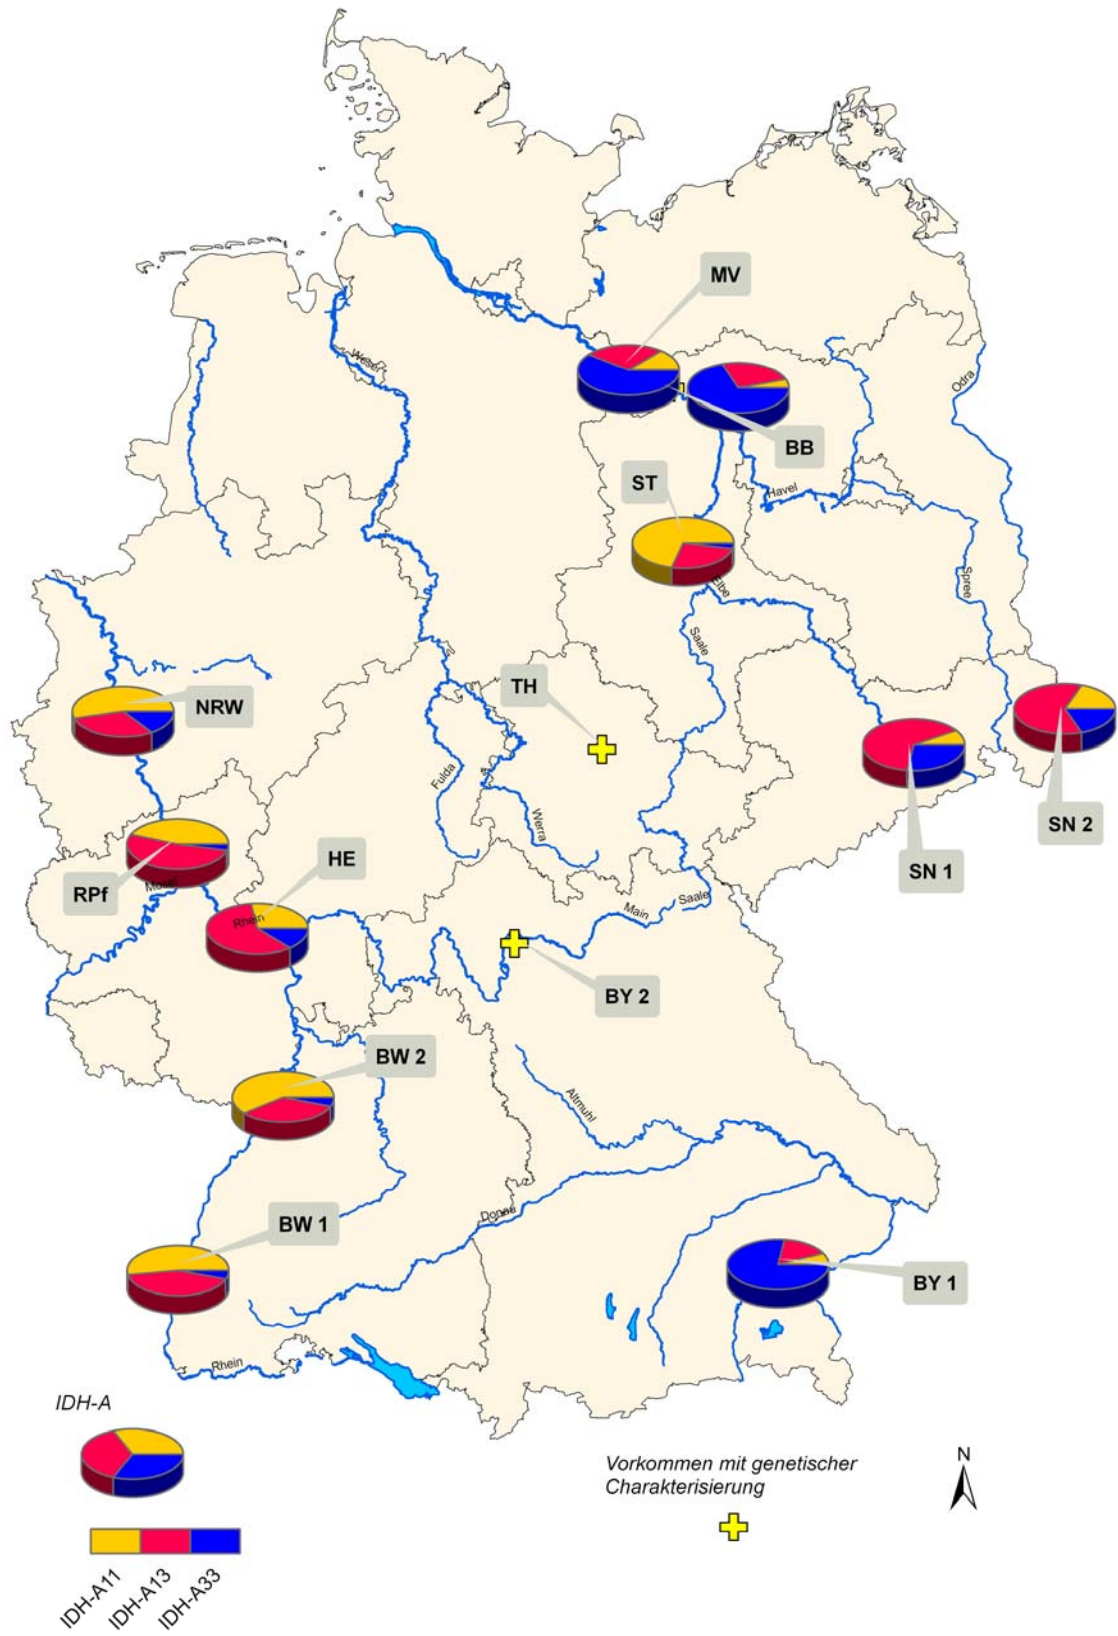 MV
Weser
Odra
BB
ST
Havel
Elbe
Spree
Saale
TH
NRW
Fulda
Werra
SN 2
SN 1
HE
RPf
Mosel
Rhein
Main
Saale
BY 2
BW 2
Altmuhl
BW 1
Donau
BY 1
Rhein
IDH-A
Vorkommen mit genetischer
Charakterisierung
N
IDH-A11
IDH-A13
IDH-A33